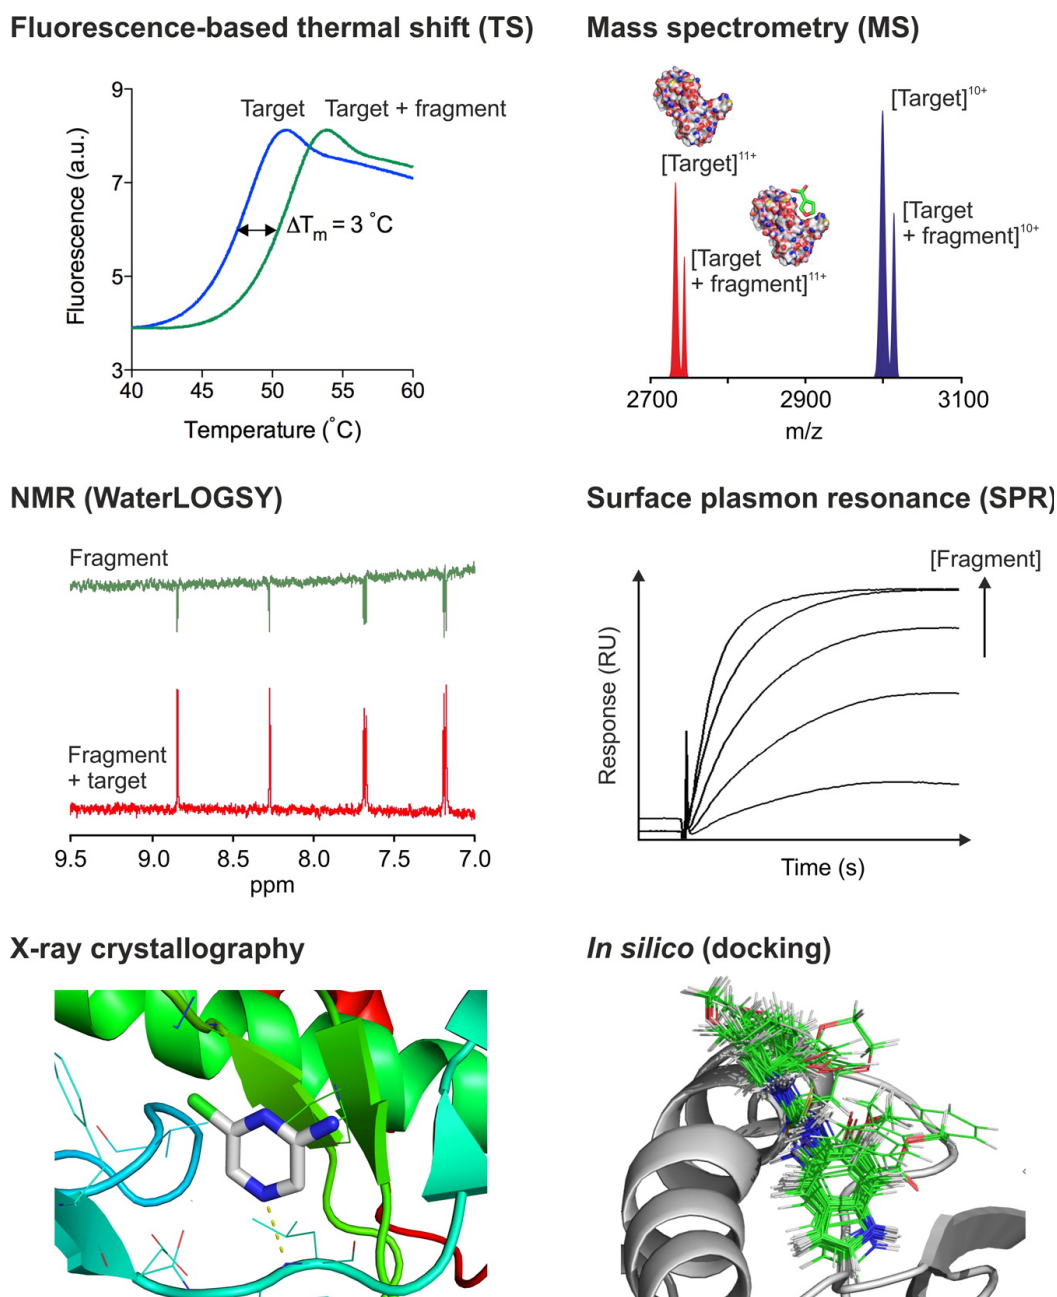 Fluorescence-based thermal shift (TS)
9
7
5
3
Fluorescence (a.u.)
Target
Target + fragment
ΔTm = 3 °C
40
45
50
55
60
Temperature (°C)
Mass spectrometry (MS)
[Target]11+
[Target
+ fragment]11+
[Target]10+
[Target
+ fragment]10+
2700
2900
3100
m/z
NMR (WaterLOGSY)
Fragment
Fragment
+ target
9.5
9.0
8.5
8.0
7.5
7.0
ppm
Surface plasmon resonance (SPR)
[Fragment]
Response (RU)
Time (s)
X-ray crystallography
In silico (docking)